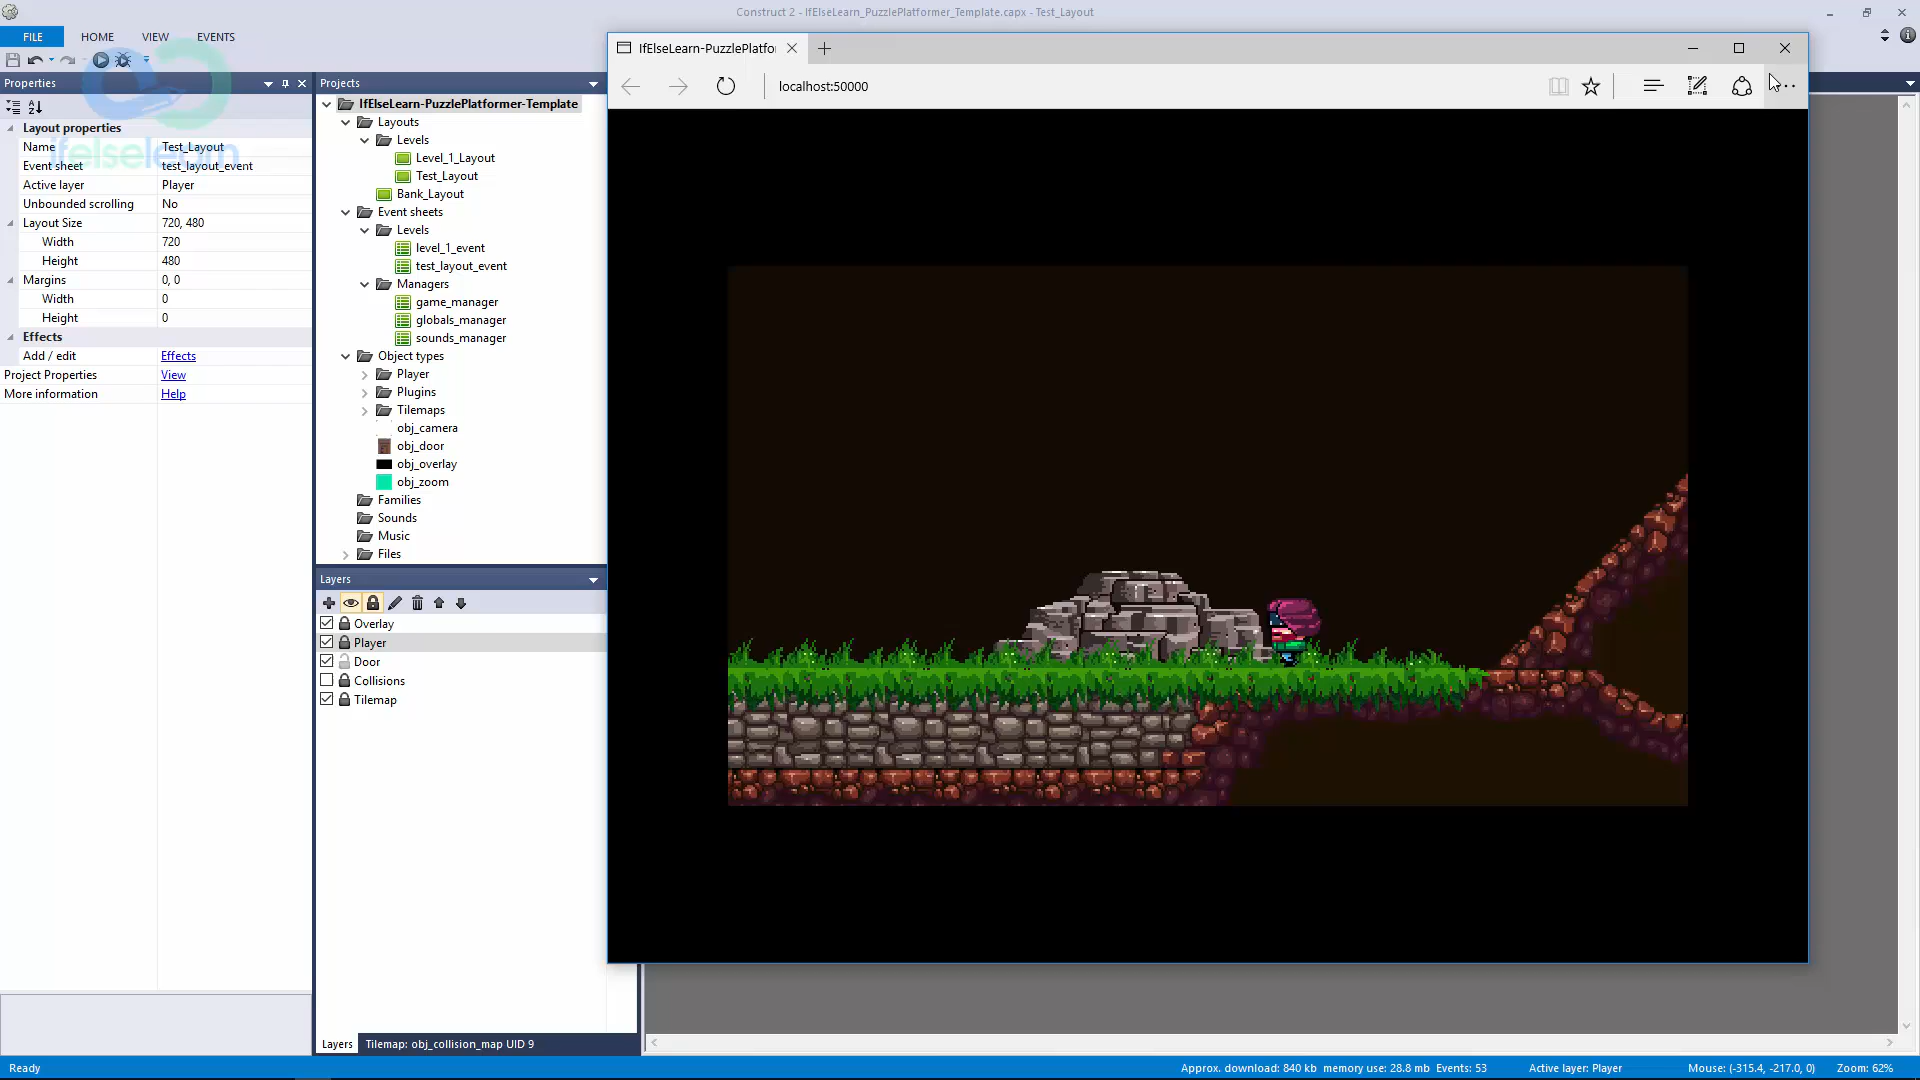 Construct 2 - IfElseLearn_PuzzlePlatformer_Template.capx - Test_Layout
FILE HOME VIEW EVENTS
Properties
Layout properties
Name Test_Layout
Event sheet test_layout_event
Active layer Player
Unbounded scrolling No
Layout Size 720, 480
Width 720
Height 480
Margins 0, 0
Width 0
Height 0
Effects
Add / edit Effects
Project Properties View
More information Help
ifelselearn
Projects
IfElseLearn-PuzzlePlatformer-Template
Layouts
Levels
Level_1_Layout
Test_Layout
Bank_Layout
Event sheets
Levels
level_1_event
test_layout_event
Managers
game_manager
globals_manager
sounds_manager
Object types
Player
Plugins
Tilemaps
obj_camera
obj_door
obj_overlay
obj_zoom
Families
Sounds
Music
Files
Layers
Overlay
Player
Door
Collisions
Tilemap
Layers Tilemap: obj_collision_map UID 9
IfElseLearn-PuzzlePlatfo
localhost:50000
Ready Approx. download: 840 kb memory use: 28.8 mb Events: 53 Active layer: Player Mouse: (-315.4, -217.0, 0) Zoom: 62%